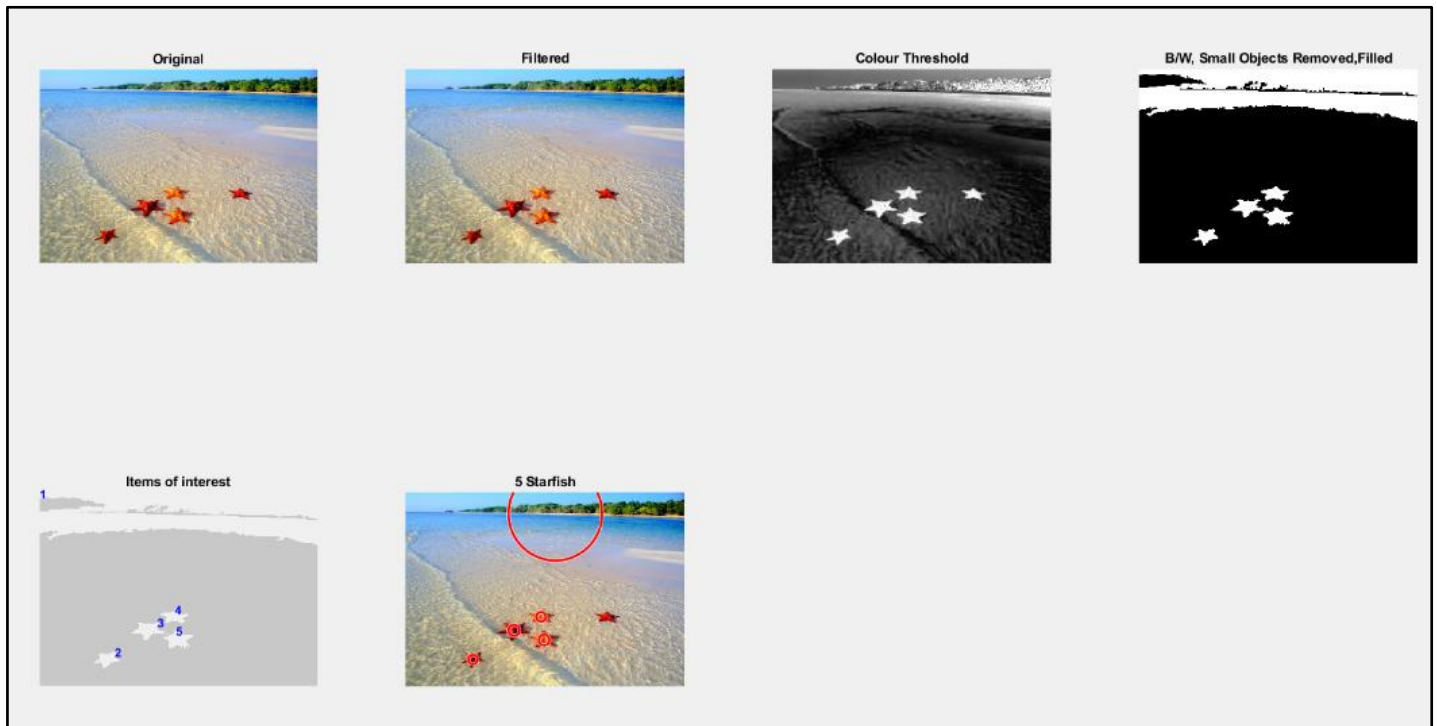 Original
Filtered
Colour Threshold
B/W, Small Objects Removed,Filled
Items of interest
1
4
3
5
2
5 Starfish